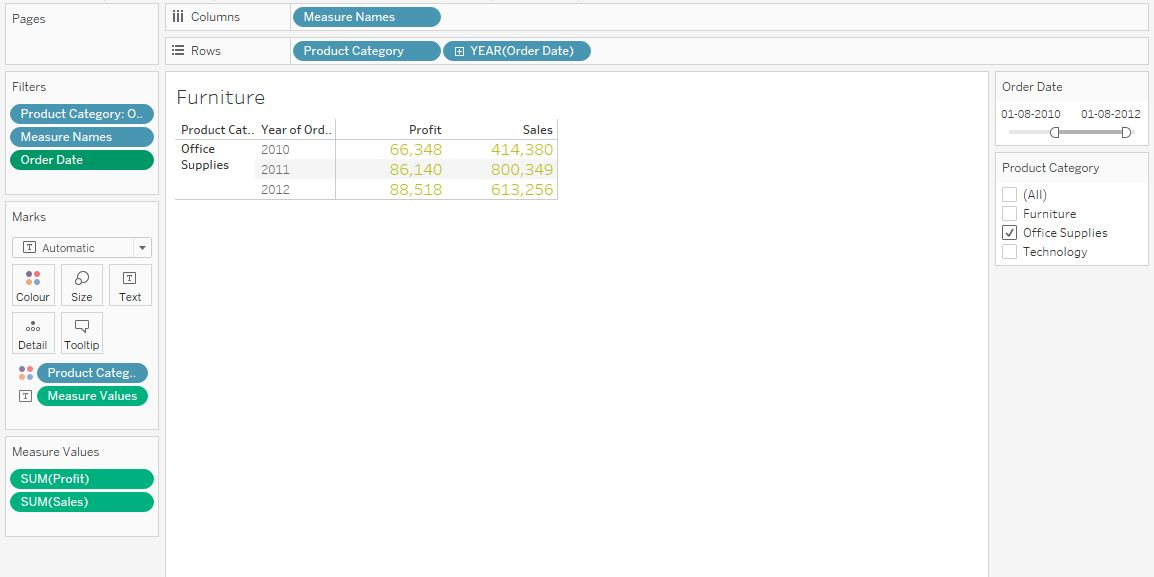 Pages
Columns
Measure Names
Rows
Product Category
YEAR(Order Date)
Filters
Product Category: O..
Measure Names
Order Date
Marks
Automatic
Colour
Size
Text
Detail
Tooltip
Product Categ..
Measure Values
Measure Values
SUM(Profit)
SUM(Sales)
Furniture
Product Cat.. Year of Ord.. Profit Sales
Office Supplies 2010 66,348 414,380
2011 86,140 800,349
2012 88,518 613,256
Order Date
01-08-2010 01-08-2012
Product Category
(All)
Furniture
Office Supplies
Technology